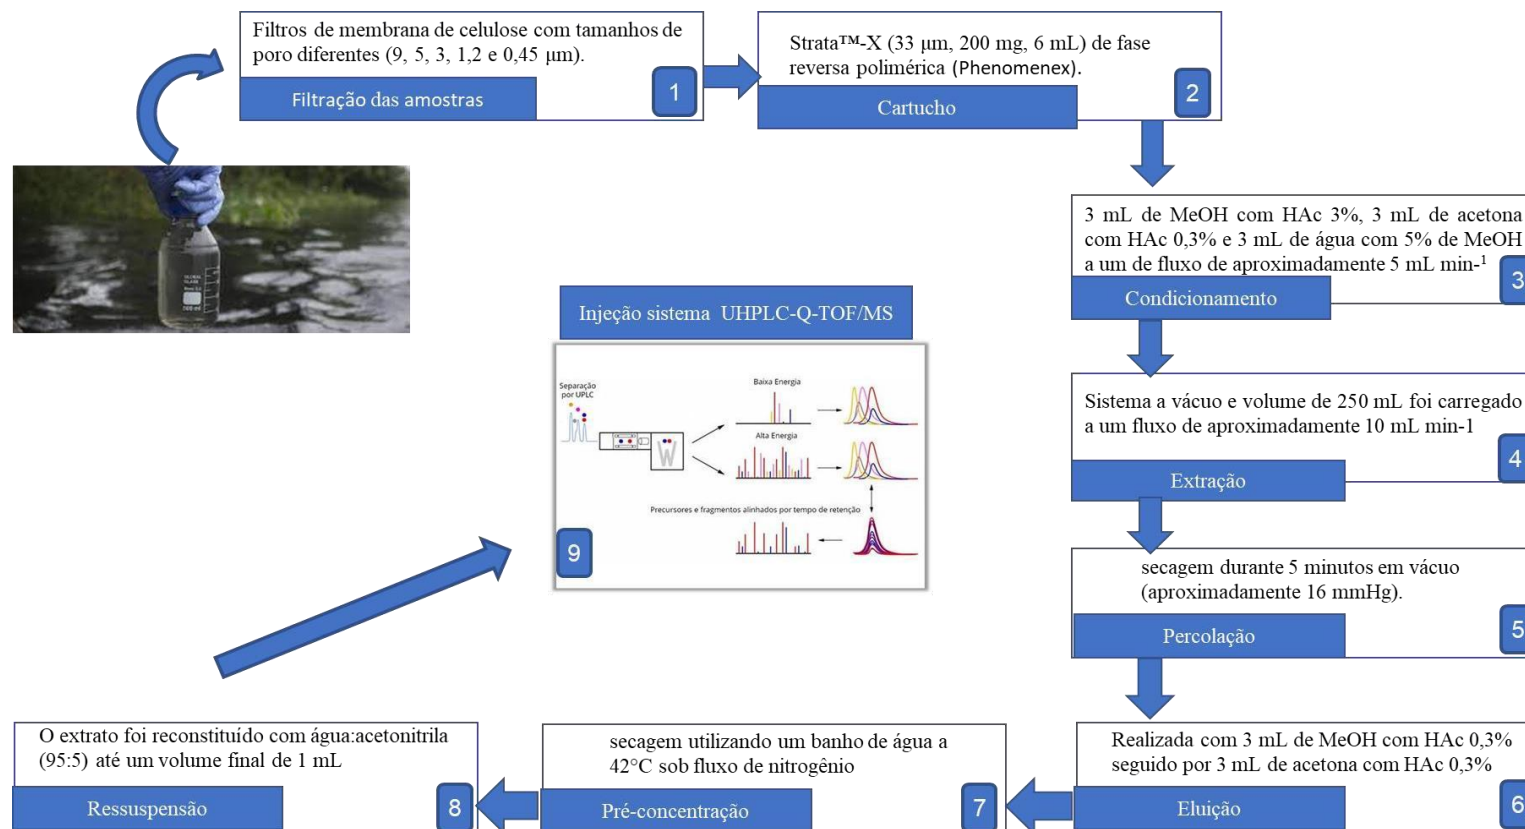 Filtros de membrana de celulose com tamanhos de
poro diferentes (9, 5, 3, 1,2 e 0,45 μm).
Filtração das amostras
1
Strata™-X (33 μm, 200 mg, 6 mL) de fase
reversa polimérica (Phenomenex).
Cartucho
2
3 mL de MeOH com HAc 3%, 3 mL de acetona
com HAc 0,3% e 3 mL de água com 5% de MeOH
a um de fluxo de aproximadamente 5 mL min-¹
Condicionamento
3
Sistema a vácuo e volume de 250 mL foi carregado
a um fluxo de aproximadamente 10 mL min-1
Extração
4
secagem durante 5 minutos em vácuo
(aproximadamente 16 mmHg).
Percolação
5
Realizada com 3 mL de MeOH com HAc 0,3%
seguido por 3 mL de acetona com HAc 0,3%
Eluição
6
secagem utilizando um banho de água a
42°C sob fluxo de nitrogênio
Pré-concentração
7
O extrato foi reconstituído com água:acetonitrila
(95:5) até um volume final de 1 mL
Ressuspensão
8
Injeção sistema UHPLC-Q-TOF/MS
Separação
por UPLC
Baixa Energia
Alta Energia
Precursores e fragmentos alinhados por tempo de retenção
9